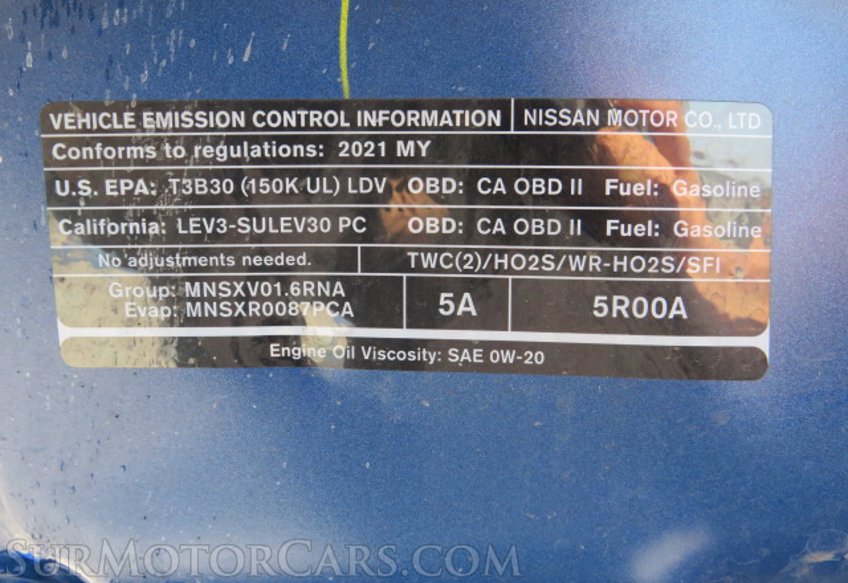 VEHICLE EMISSION CONTROL INFORMATION NISSAN MOTOR CO., LTD
Conforms to regulations: 2021 MY
U.S. EPA: T3B30 (150K UL) LDV OBD: CA OBD II Fuel: Gasoline
California: LEV3-SULEV30 PC OBD: CA OBD II Fuel: Gasoline
No adjustments needed. TWC(2)/HO2S/WR-HO2S/SFI
Group: MNSXV01.6RNA
Evap: MNSXR0087PCA 5A 5R00A
Engine Oil Viscosity: SAE 0W-20
SurMotorCars.com